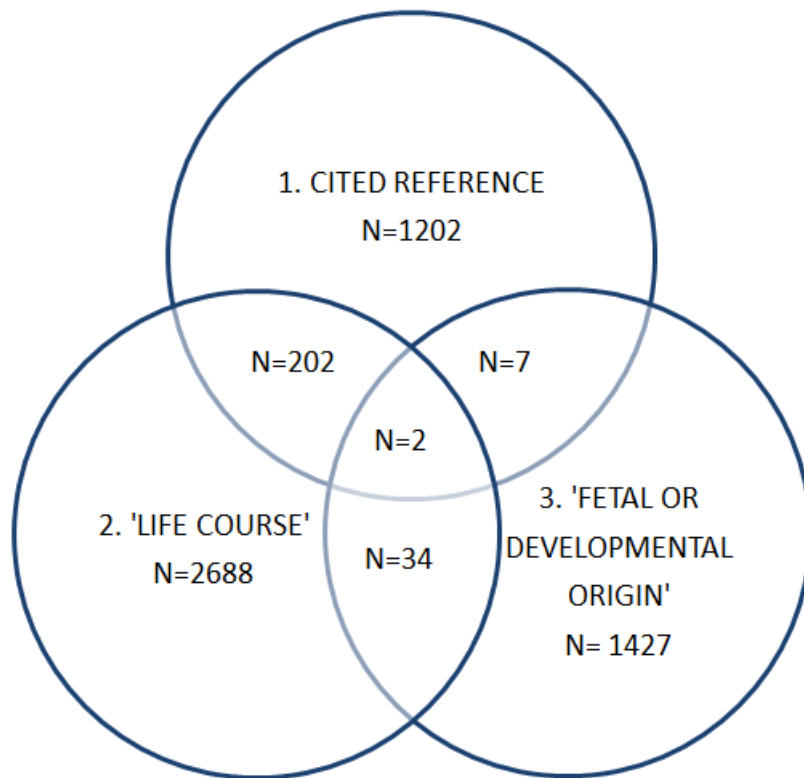 1. CITED REFERENCE
N=1202
N=202
N=7
N=2
2. 'LIFE COURSE'
N=2688
N=34
3. 'FETAL OR
DEVELOPMENTAL
ORIGIN'
N= 1427